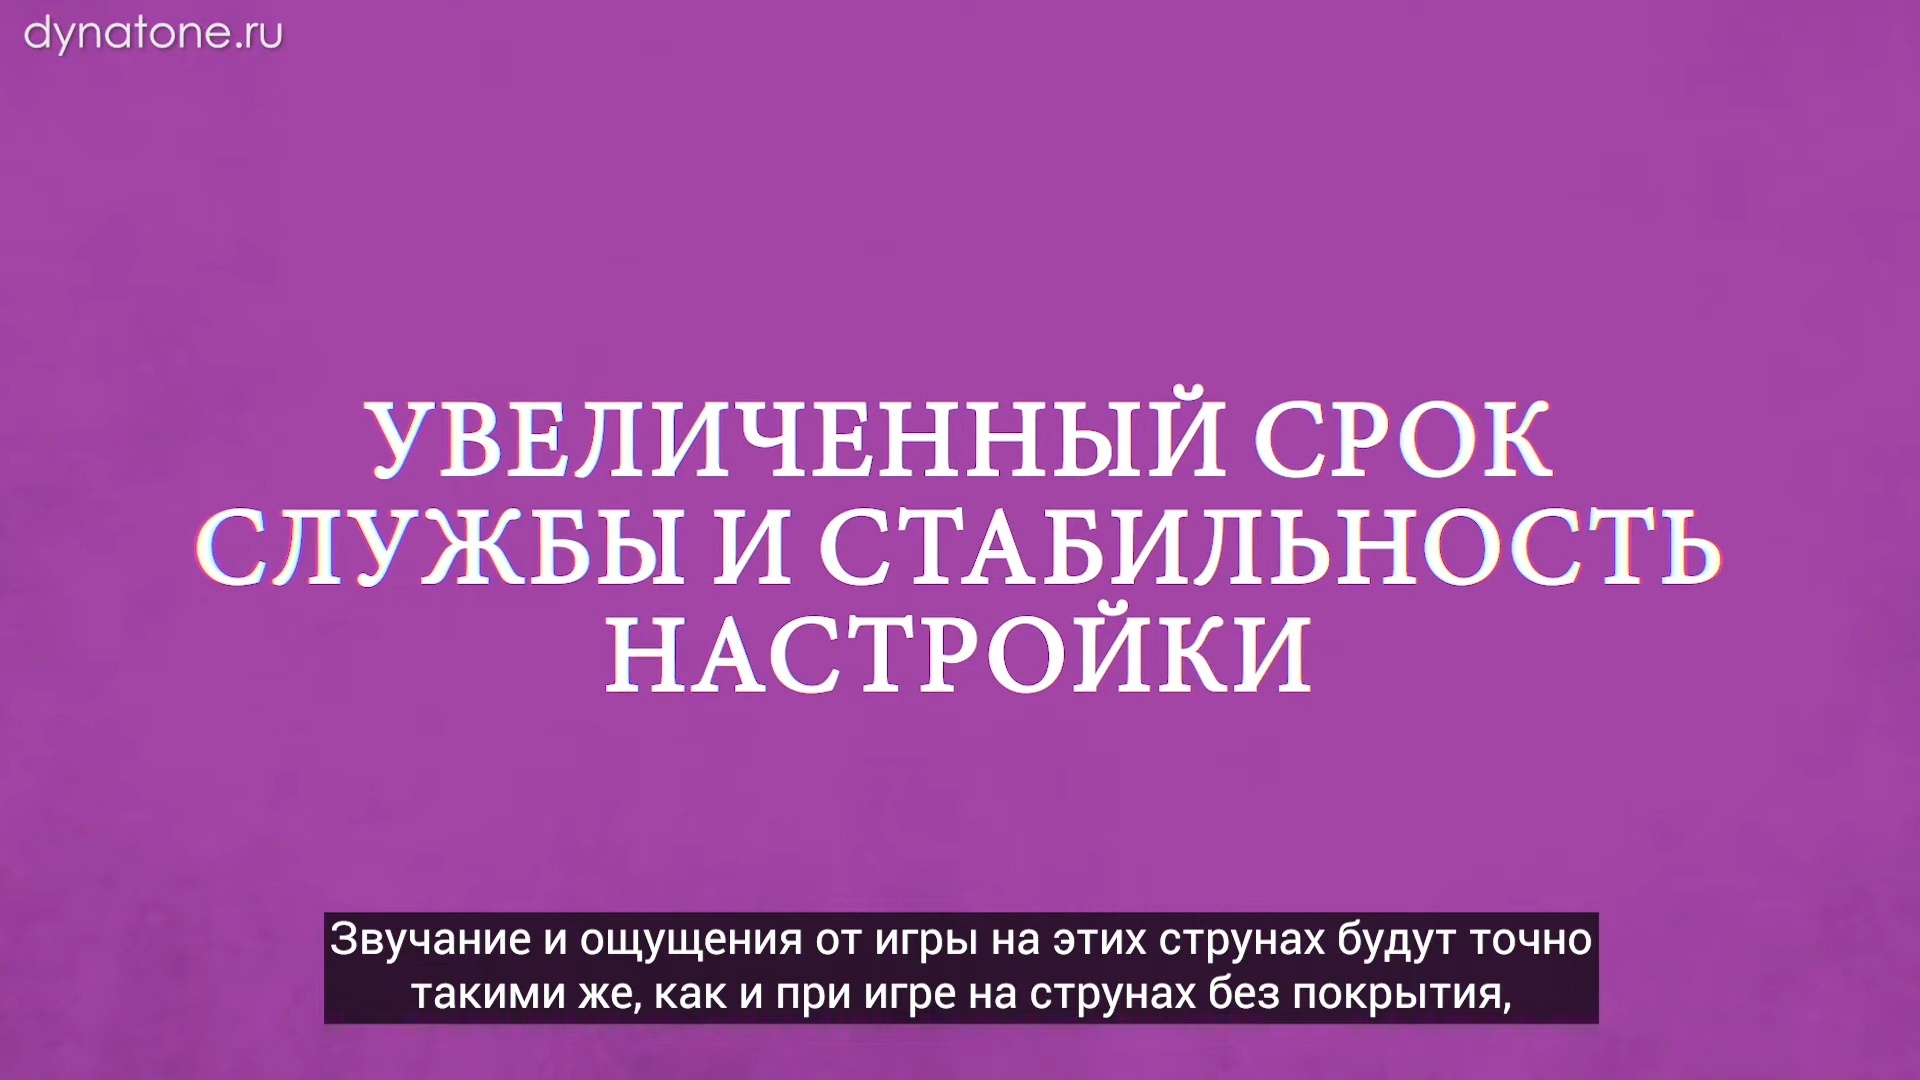 dynatone.ru
УВЕЛИЧЕННЫЙ СРОК
СЛУЖБЫ И СТАБИЛЬНОСТЬ
НАСТРОЙКИ
Звучание и ощущения от игры на этих струнах будут точно
такими же, как и при игре на струнах без покрытия,